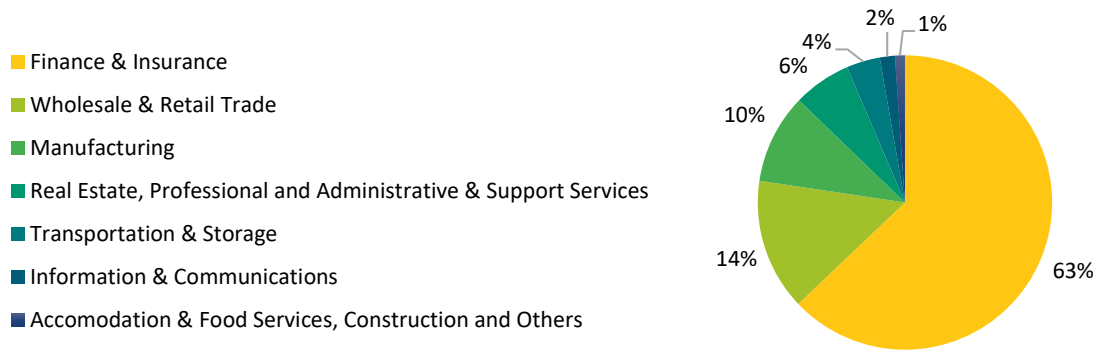 Finance & Insurance
Wholesale & Retail Trade
Manufacturing
Real Estate, Professional and Administrative & Support Services
Transportation & Storage
Information & Communications
Accomodation & Food Services, Construction and Others
2%
1%
4%
6%
10%
14%
63%